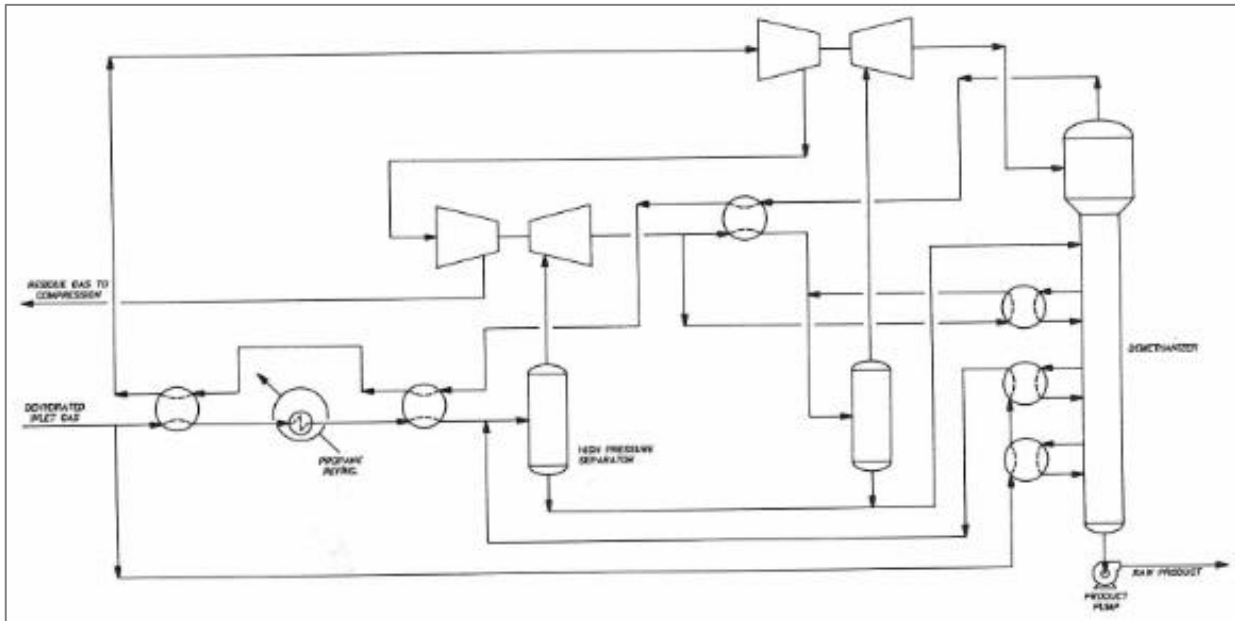 RESIDUE GAS TO
COMPRESSION
DEHYDRATED
INLET GAS
PROPANE
REFRIG.
HIGH PRESSURE
SEPARATOR
DEMETHANIZER
RAW PRODUCT
PRODUCT
PUMP